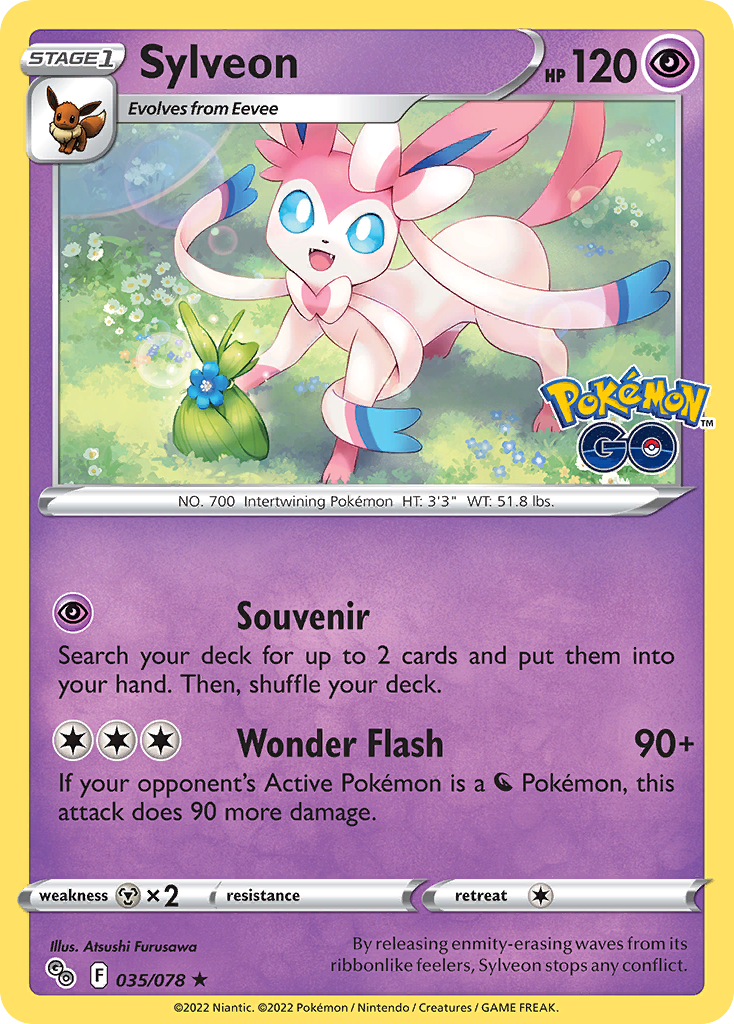 STAGE1
Sylveon
HP 120
Evolves from Eevee
POKéMON
GO
TM
NO. 700 Intertwining Pokémon HT: 3'3" WT: 51.8 lbs.
Souvenir
Search your deck for up to 2 cards and put them into
your hand. Then, shuffle your deck.
Wonder Flash 90+
If your opponent's Active Pokémon is a Pokémon, this
attack does 90 more damage.
weakness ×2 resistance retreat
Illus. Atsushi Furusawa
By releasing enmity-erasing waves from its
ribbonlike feelers, Sylveon stops any conflict.
GO F 035/078 ★
©2022 Niantic. ©2022 Pokémon / Nintendo / Creatures / GAME FREAK.